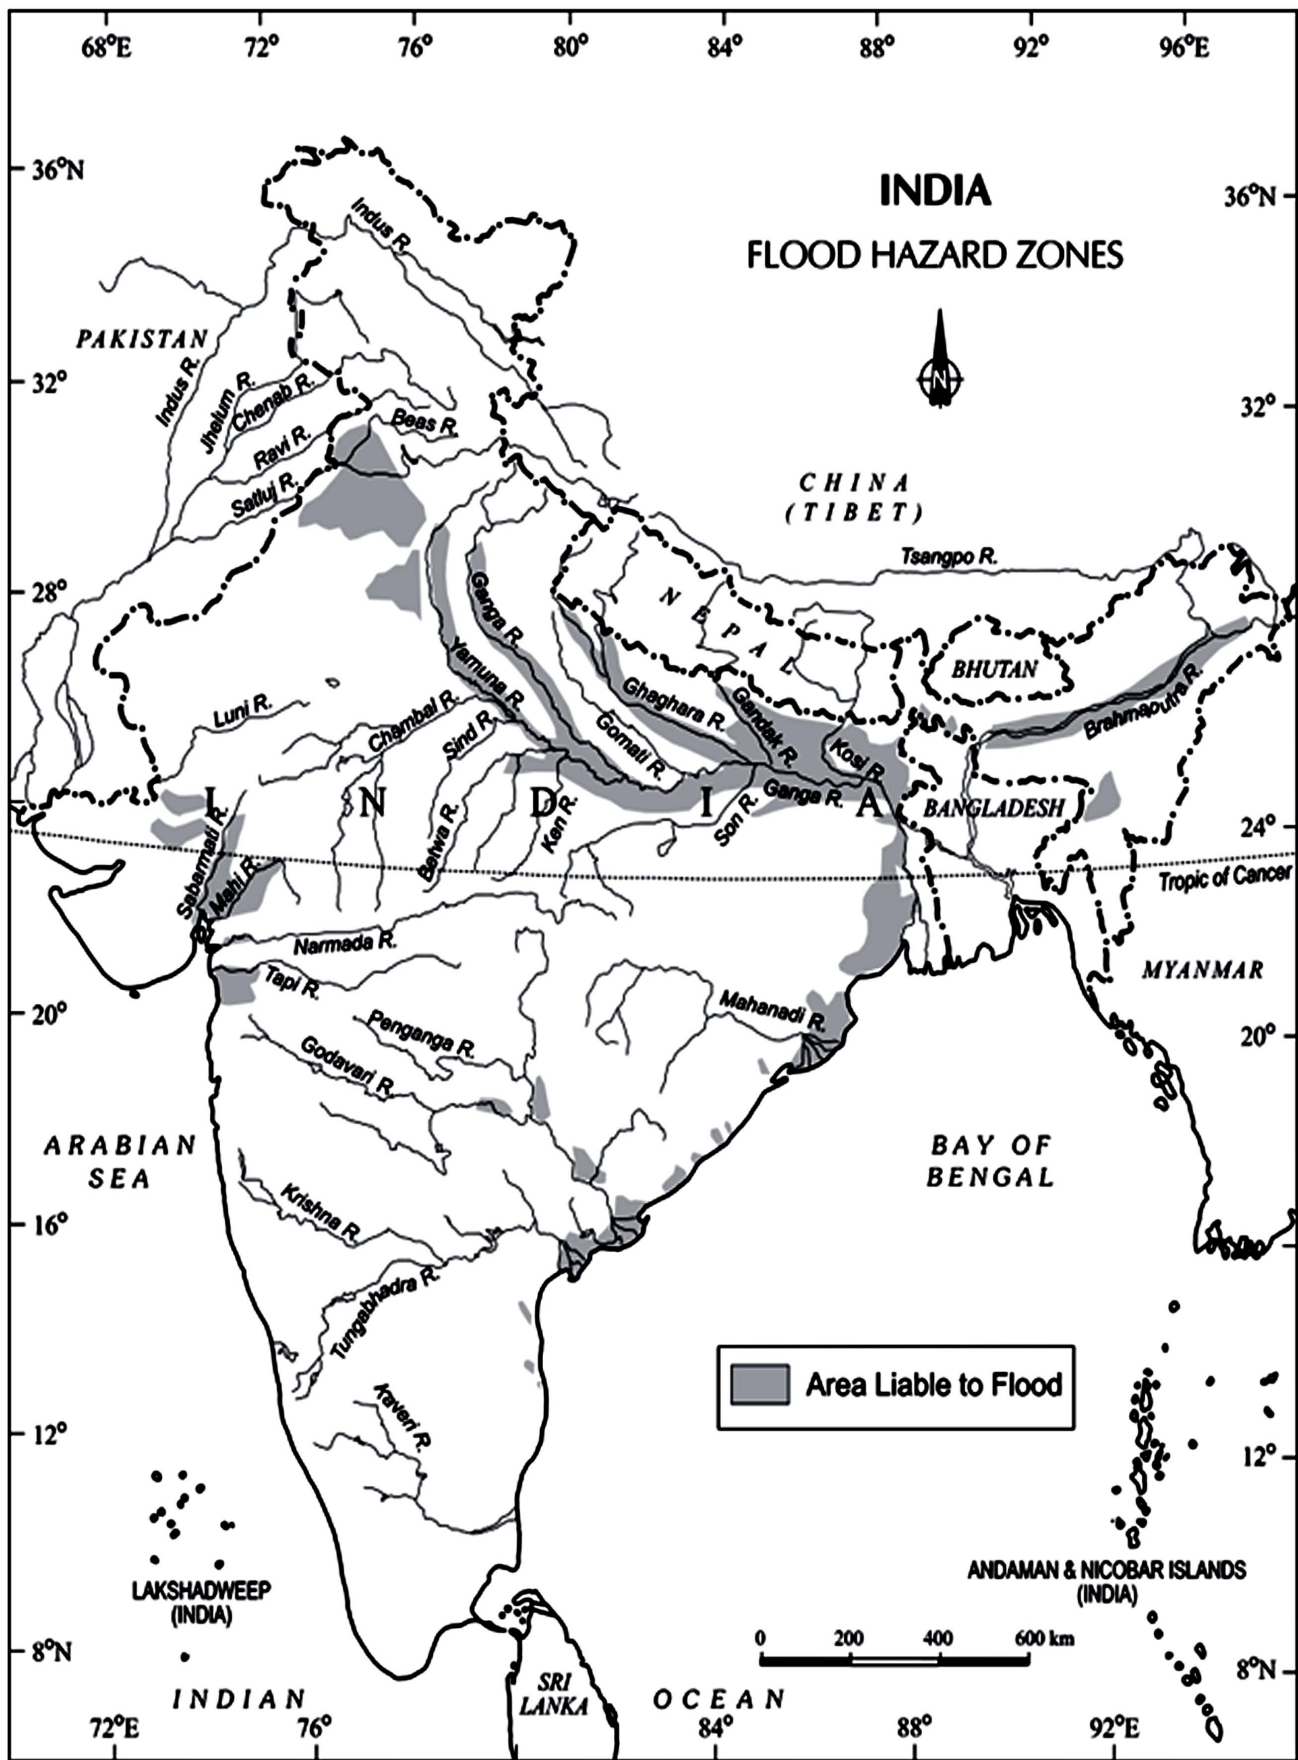 68°E 72° 76° 80° 84° 88° 92° 96°E
36°N
INDIA
36°N
FLOOD HAZARD ZONES
Indus R.
PAKISTAN
N
32°
32°
Indus R.
Jhelum R.
Chenab R.
Beas R.
Ravi R.
Satluj R.
CHINA
(TIBET)
Tsangpo R.
28°
NEPAL
Ganga R.
BHUTAN
Yamuna R.
Ghaghara R.
Gandak R.
Brahmaputra R.
Luni R.
Chambal R.
Sind R.
Gomati R.
Kosi R.
Ganga R.
I N D I A
BANGLADESH
Sabarmati R.
Betwa R.
Ken R.
Son R.
24°
Mahi R.
Tropic of Cancer
Narmada R.
MYANMAR
Tapi R.
20°
Mahanadi R.
Penganga R.
20°
Godavari R.
ARABIAN
SEA
BAY OF
BENGAL
Krishna R.
16°
Tungabhadra R.
Area Liable to Flood
Kaveri R.
12°
12°
LAKSHADWEEP
(INDIA)
ANDAMAN & NICOBAR ISLANDS
(INDIA)
0 200 400 600 km
8°N
8°N
SRI
LANKA
INDIAN OCEAN
72°E 76° 84° 88° 92°E